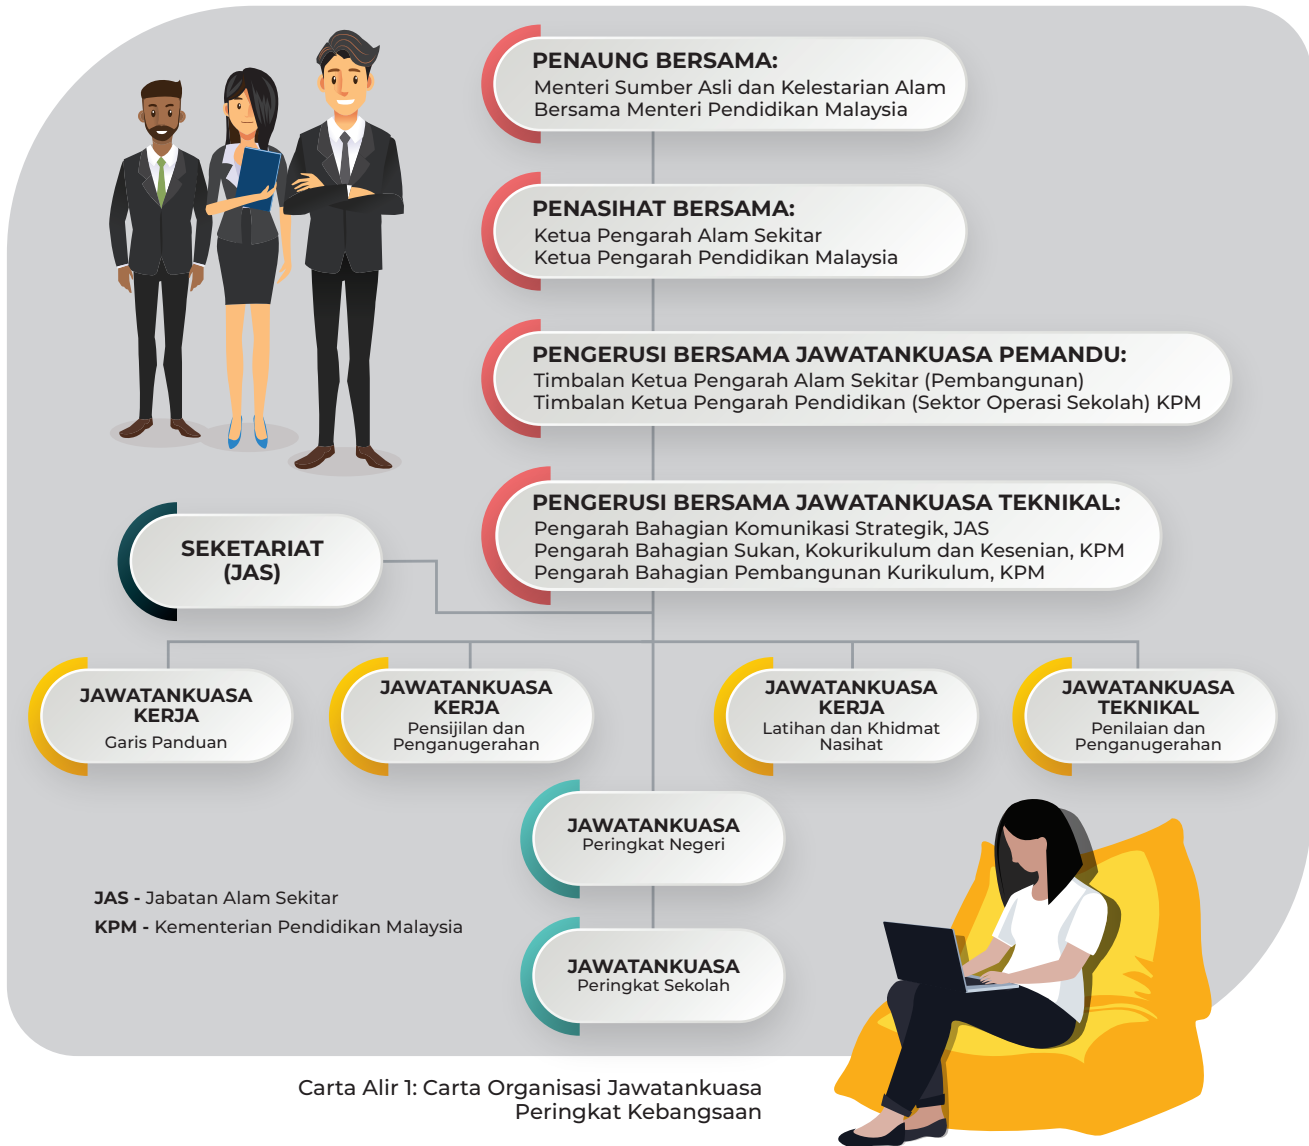 PENAUNG BERSAMA:
Menteri Sumber Asli dan Kelestarian Alam
Bersama Menteri Pendidikan Malaysia
PENASIHAT BERSAMA:
Ketua Pengarah Alam Sekitar
Ketua Pengarah Pendidikan Malaysia
PENGERUSI BERSAMA JAWATANKUASA PEMANDU:
Timbalan Ketua Pengarah Alam Sekitar (Pembangunan)
Timbalan Ketua Pengarah Pendidikan (Sektor Operasi Sekolah) KPM
PENGERUSI BERSAMA JAWATANKUASA TEKNIKAL:
Pengarah Bahagian Komunikasi Strategik, JAS
Pengarah Bahagian Sukan, Kokurikulum dan Kesenian, KPM
Pengarah Bahagian Pembangunan Kurikulum, KPM
SEKETARIAT
(JAS)
JAWATANKUASA
KERJA
Garis Panduan
JAWATANKUASA
KERJA
Pensijilan dan
Penganugerahan
JAWATANKUASA
KERJA
Latihan dan Khidmat
Nasihat
JAWATANKUASA
TEKNIKAL
Penilaian dan
Penganugerahan
JAWATANKUASA
Peringkat Negeri
JAWATANKUASA
Peringkat Sekolah
JAS - Jabatan Alam Sekitar
KPM - Kementerian Pendidikan Malaysia
Carta Alir 1: Carta Organisasi Jawatankuasa
Peringkat Kebangsaan